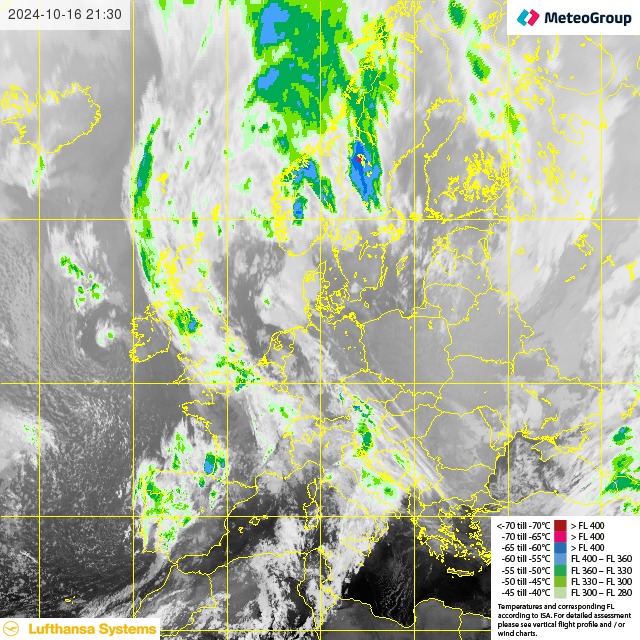 2024-10-16 21:30
MeteoGroup
<-70 till -70°C > FL 400
-70 till -65°C > FL 400
-65 till -60°C > FL 400
-60 till -55°C FL 400 – FL 360
-55 till -50°C FL 360 – FL 330
-50 till -45°C FL 330 – FL 300
-45 till -40°C FL 300 – FL 280
Temperatures and corresponding FL
according to ISA. For detailed assessment
please see vertical flight profile and / or
wind charts.
Lufthansa Systems